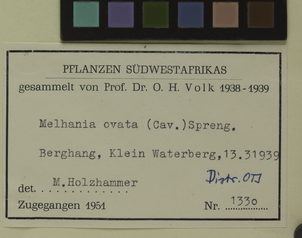 PFLANZEN SÜDWESTAFRIKAS
gesammelt von Prof. Dr. O. H. Volk 1938-1939
Melhania ovata (Cav.) Spreng.
Berghang, Klein Waterberg, 13.31939
det. M.Holzhammer
Distr. OTJ
Zugegangen 1951 Nr. 1330